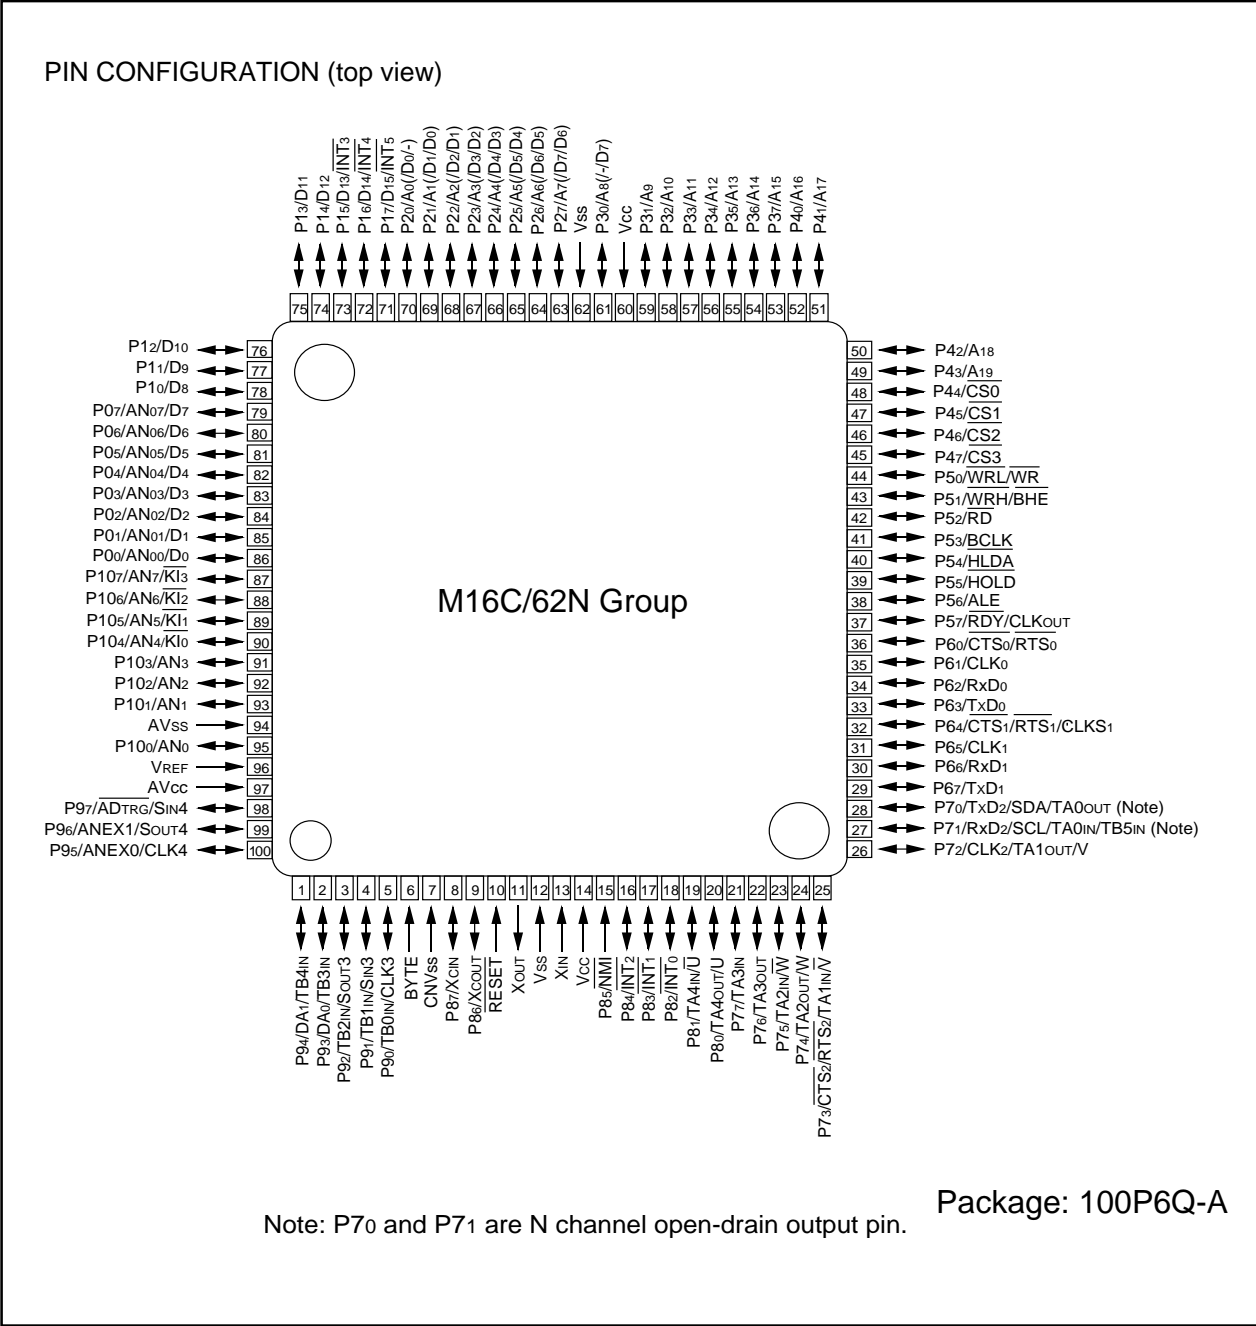 PIN CONFIGURATION (top view)
P13/D11
P14/D12
P15/D13/INT3
P16/D14/INT4
P17/D15/INT5
P20/A0(/D0/-)
P21/A1(/D1/D0)
P22/A2(/D2/D1)
P23/A3(/D3/D2)
P24/A4(/D4/D3)
P25/A5(/D5/D4)
P26/A6(/D6/D5)
P27/A7(/D7/D6)
Vss
P30/A8(/-/D7)
Vcc
P31/A9
P32/A10
P33/A11
P34/A12
P35/A13
P36/A14
P37/A15
P40/A16
P41/A17
75 74 73 72 71 70 69 68 67 66 65 64 63 62 61 60 59 58 57 56 55 54 53 52 51
P12/D10 76
P11/D9 77
P10/D8 78
P07/AN07/D7 79
P06/AN06/D6 80
P05/AN05/D5 81
P04/AN04/D4 82
P03/AN03/D3 83
P02/AN02/D2 84
P01/AN01/D1 85
P00/AN00/D0 86
P107/AN7/KI3 87
P106/AN6/KI2 88
P105/AN5/KI1 89
P104/AN4/KI0 90
P103/AN3 91
P102/AN2 92
P101/AN1 93
AVss 94
P100/AN0 95
VREF 96
AVcc 97
P97/ADTRG/SIN4 98
P96/ANEX1/SOUT4 99
P95/ANEX0/CLK4 100
M16C/62N Group
50 P42/A18
49 P43/A19
48 P44/CS0
47 P45/CS1
46 P46/CS2
45 P47/CS3
44 P50/WRL/WR
43 P51/WRH/BHE
42 P52/RD
41 P53/BCLK
40 P54/HLDA
39 P55/HOLD
38 P56/ALE
37 P57/RDY/CLKOUT
36 P60/CTS0/RTS0
35 P61/CLK0
34 P62/RxD0
33 P63/TxD0
32 P64/CTS1/RTS1/CLKS1
31 P65/CLK1
30 P66/RxD1
29 P67/TxD1
28 P70/TxD2/SDA/TA0OUT (Note)
27 P71/RxD2/SCL/TA0IN/TB5IN (Note)
26 P72/CLK2/TA1OUT/V
1 2 3 4 5 6 7 8 9 10 11 12 13 14 15 16 17 18 19 20 21 22 23 24 25
P94/DA1/TB4IN
P93/DA0/TB3IN
P92/TB2IN/SOUT3
P91/TB1IN/SIN3
P90/TB0IN/CLK3
BYTE
CNVss
P87/XCIN
P86/XCOUT
RESET
XOUT
Vss
XIN
Vcc
P85/NMI
P84/INT2
P83/INT1
P82/INT0
P81/TA4IN/U
P80/TA4OUT/U
P77/TA3IN
P76/TA3OUT
P75/TA2IN/W
P74/TA2OUT/W
P73/CTS2/RTS2/TA1IN/V
Package: 100P6Q-A
Note: P70 and P71 are N channel open-drain output pin.